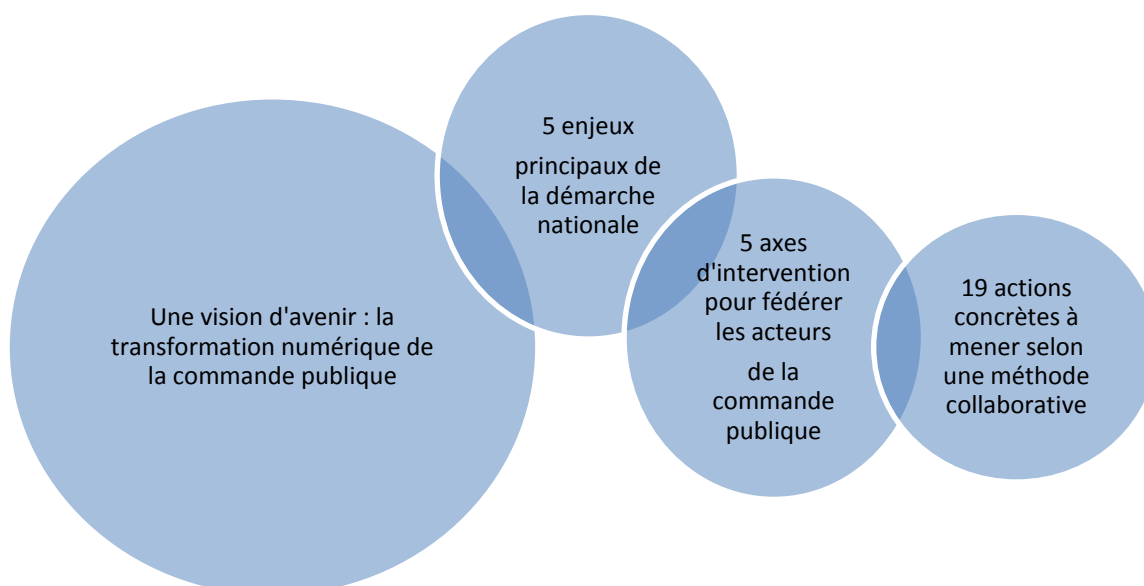 Une vision d'avenir : la
transformation numérique de
la commande publique
5 enjeux
principaux de
la démarche
nationale
5 axes
d'intervention
pour fédérer
les acteurs
de la
commande
publique
19 actions
concrètes à
mener selon
une méthode
collaborative